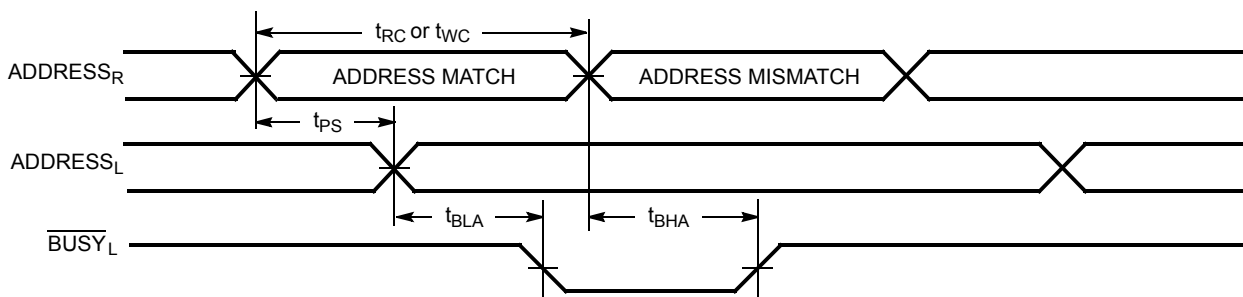 tRC or tWC
ADDRESSR
ADDRESS MATCH
ADDRESS MISMATCH
tPS
ADDRESSL
tBLA
tBHA
BUSYL